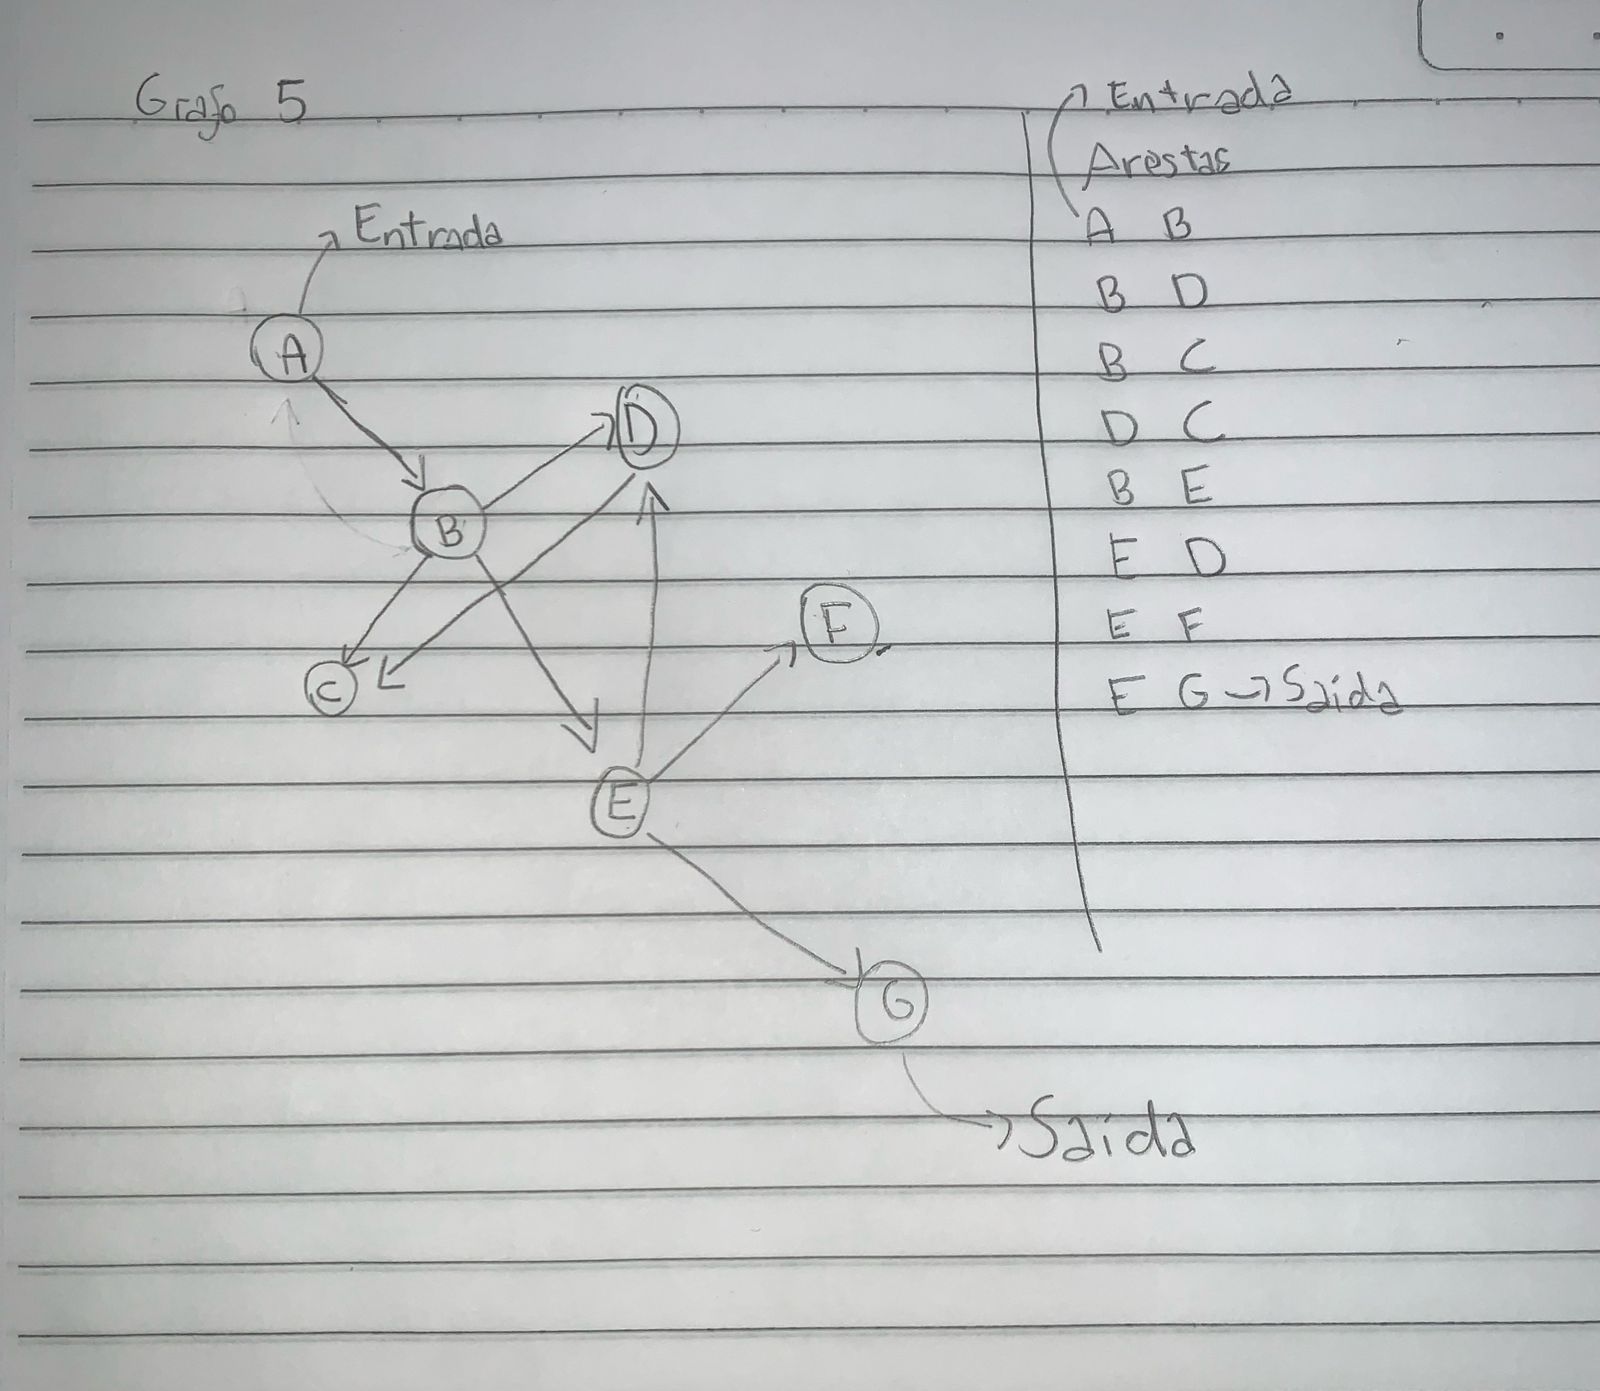 Grafo 5
Entrada
A
D
B
C
F
E
G
Saida
Entrada
Arestas
A B
B D
B C
D C
B E
E D
E F
E G → Saida